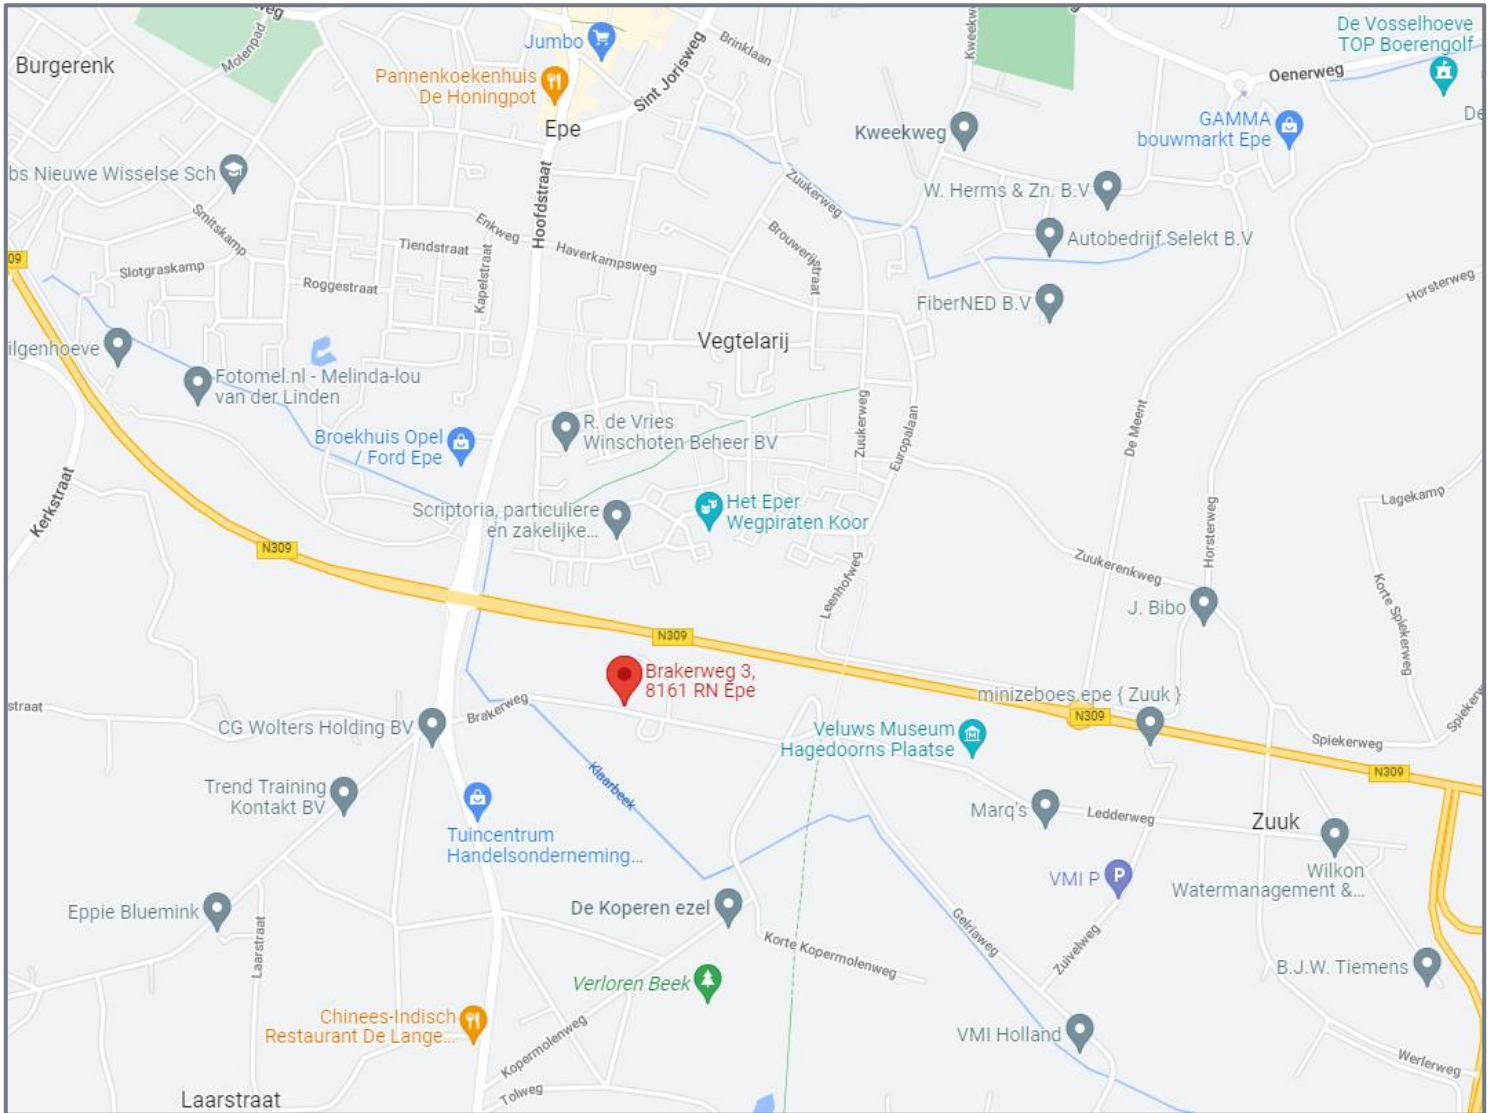 Burgerenk
Molenpad
Jumbo
Pannenkoekenhuis
De Honingpot
Epe
Sint Jorisweg
Brinklaan
Kweekw
De Vosselhoeve
TOP Boerengolf
Oenerweg
GAMMA
bouwmarkt Epe
De
Kweekweg
bs Nieuwe Wisselse Sch
W. Herms & Zn. B.V
Autobedrijf Selekt B.V
FiberNED B.V
Hoofdstraat
Smitskamp
Enkweg
Haverkampsweg
Tiendstraat
Kapelstraat
Slotgraskamp
Roggestraat
Zuukerweg
Brouwerijstraat
Horsterweg
09
Vegtelarij
ilgenhoeve
Fotomel.nl - Melinda-lou
van der Linden
Broekhuis Opel
/ Ford Epe
R. de Vries
Winschoten Beheer BV
Zuukerweg
Europalaan
De Meent
Lagekamp
Kerkstraat
Scriptoria, particuliere
en zakelijke...
Het Eper
Wegpiraten Koor
Horsterweg
N309
Leenhofweg
Zuukerenkweg
J. Bibo
Korte Spiekerweg
N309
Brakerweg 3,
8161 RN Epe
minizeboes.epe { Zuuk }
N309
straat
Brakerweg
CG Wolters Holding BV
Veluws Museum
Hagedoorns Plaatse
Spiekerweg
Spiekerw
N309
Klaarbeek
Trend Training
Kontakt BV
Tuincentrum
Handelsonderneming...
Marq's
Ledderweg
Zuuk
Wilkon
Watermanagement &...
VMI P
Eppie Bluemink
De Koperen ezel
Laarstraat
Korte Kopermolenweg
Gelriaweg
Zuivelweg
B.J.W. Tiemens
Verloren Beek
Chinees-Indisch
Restaurant De Lange...
VMI Holland
Kopermolenweg
Werlerweg
Tolweg
Laarstraat